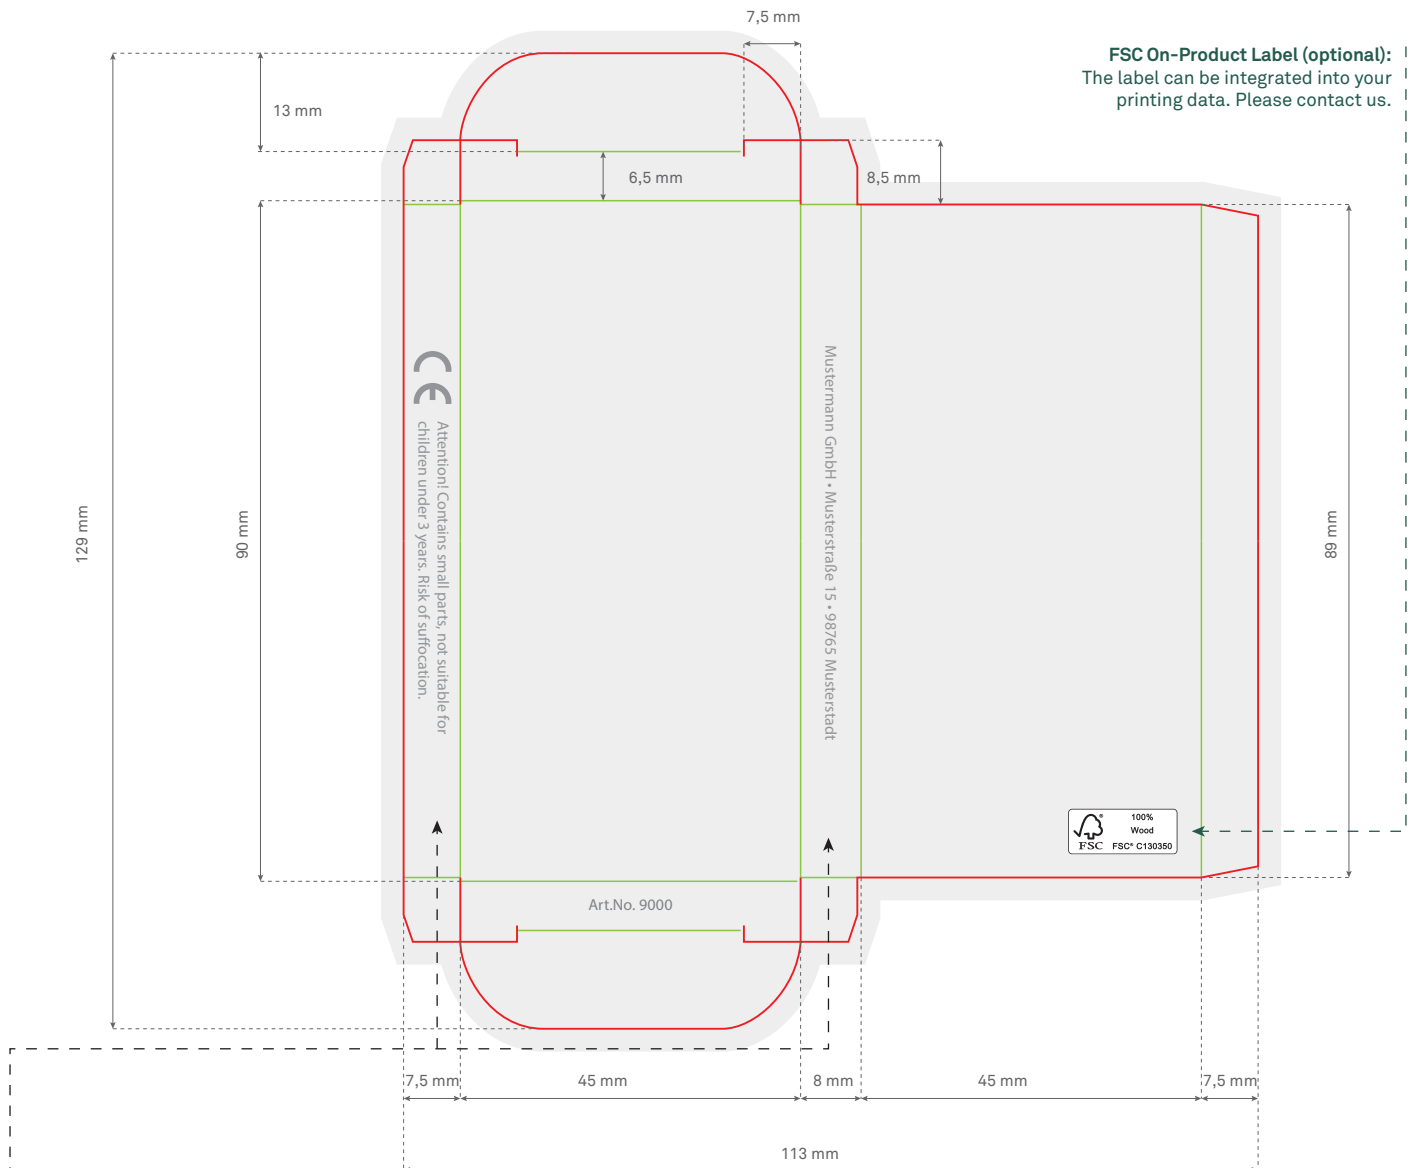 7,5 mm
FSC On-Product Label (optional):
The label can be integrated into your
printing data. Please contact us.
13 mm
6,5 mm
8,5 mm
129 mm
90 mm
89 mm
CE
Attention! Contains small parts, not suitable for
children under 3 years. Risk of suffocation.
Mustermann GmbH • Musterstraße 15 • 98765 Musterstadt
100%
Wood
FSC® C130350
FSC
®
Art.No. 9000
7,5 mm
45 mm
8 mm
45 mm
7,5 mm
113 mm